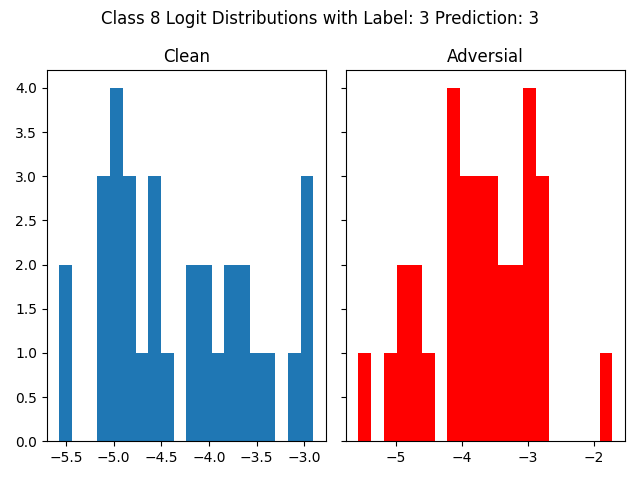 Class 8 Logit Distributions with Label: 3 Prediction: 3
Clean
Adversial
4.0
3.5
3.0
2.5
2.0
1.5
1.0
0.5
0.0
−5.5 −5.0 −4.5 −4.0 −3.5 −3.0
−5 −4 −3 −2